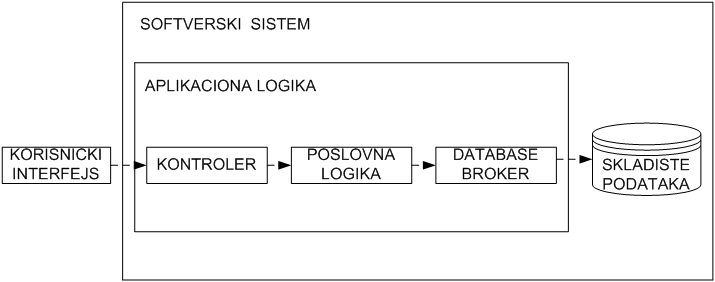 SOFTVERSKI SISTEM
APLIKACIONA LOGIKA
KORISNICKI
INTERFEJS
KONTROLER
POSLOVNA
LOGIKA
DATABASE
BROKER
SKLADISTE
PODATAKA